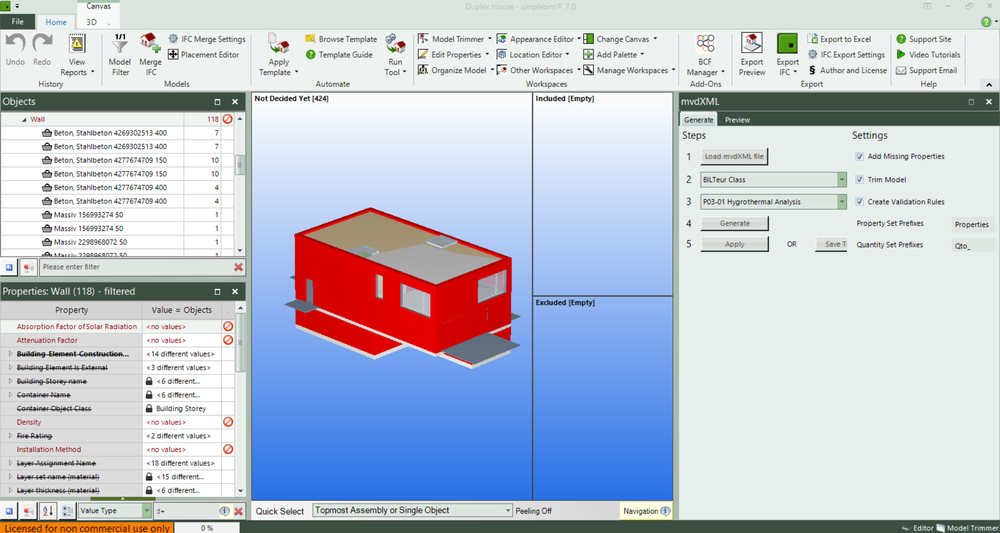 Canvas
Duplex House - simplebim® 7.0
File
Home
3D
Undo
Redo
View Reports
History
1/1
Model Filter
Merge IFC
IFC Merge Settings
Placement Editor
Models
Apply Template
Browse Template
Template Guide
Run Tool
Automate
Model Trimmer
Edit Properties
Organize Model
Appearance Editor
Location Editor
Other Workspaces
Change Canvas
Add Palette
Manage Workspaces
Workspaces
BCF Manager
Add-Ons
Export Preview
Export IFC
Export to Excel
IFC Export Settings
§ Author and License
Export
Support Site
Video Tutorials
Support Email
Help
Objects
Wall 118
Beton, Stahlbeton 4269302513 400 7
Beton, Stahlbeton 4269302513 400 7
Beton, Stahlbeton 4277674709 150 10
Beton, Stahlbeton 4277674709 150 10
Beton, Stahlbeton 4277674709 400 4
Beton, Stahlbeton 4277674709 400 4
Massiv 156993274 50 1
Massiv 156993274 50 1
Massiv 2298968072 50 1
Massiv 2298968072 50 1
Please enter filter
Properties: Wall (118) - filtered
Property Value = Objects
Absorption Factor of Solar Radiation <no values>
Attenuation Factor <no values>
Building Element Construction... <14 different values>
Building Element Is External <3 different values>
Building Storey name <6 different...
Container Name <6 different...
Container Object Class Building Storey
Density <no values>
Fire Rating <2 different values>
Installation Method <no values>
Layer Assignment Name <18 different values>
Layer set name (material) <15 different...
Layer thickness (material) <6 different...
Value Type
Licensed for non commercial use only
0 %
Not Decided Yet [424]
Included [Empty]
Excluded [Empty]
Quick Select
Topmost Assembly or Single Object
Peeling Off
Navigation
mvdXML
Generate
Preview
Steps
Settings
1 Load mvdXML file
Add Missing Properties
2 BILTeur Class
Trim Model
3 P03-01 Hygrothermal Analysis
Create Validation Rules
4 Generate
Property Set Prefixes
Properties
5 Apply OR Save T
Quantity Set Prefixes
Qto_
Editor
Model Trimmer